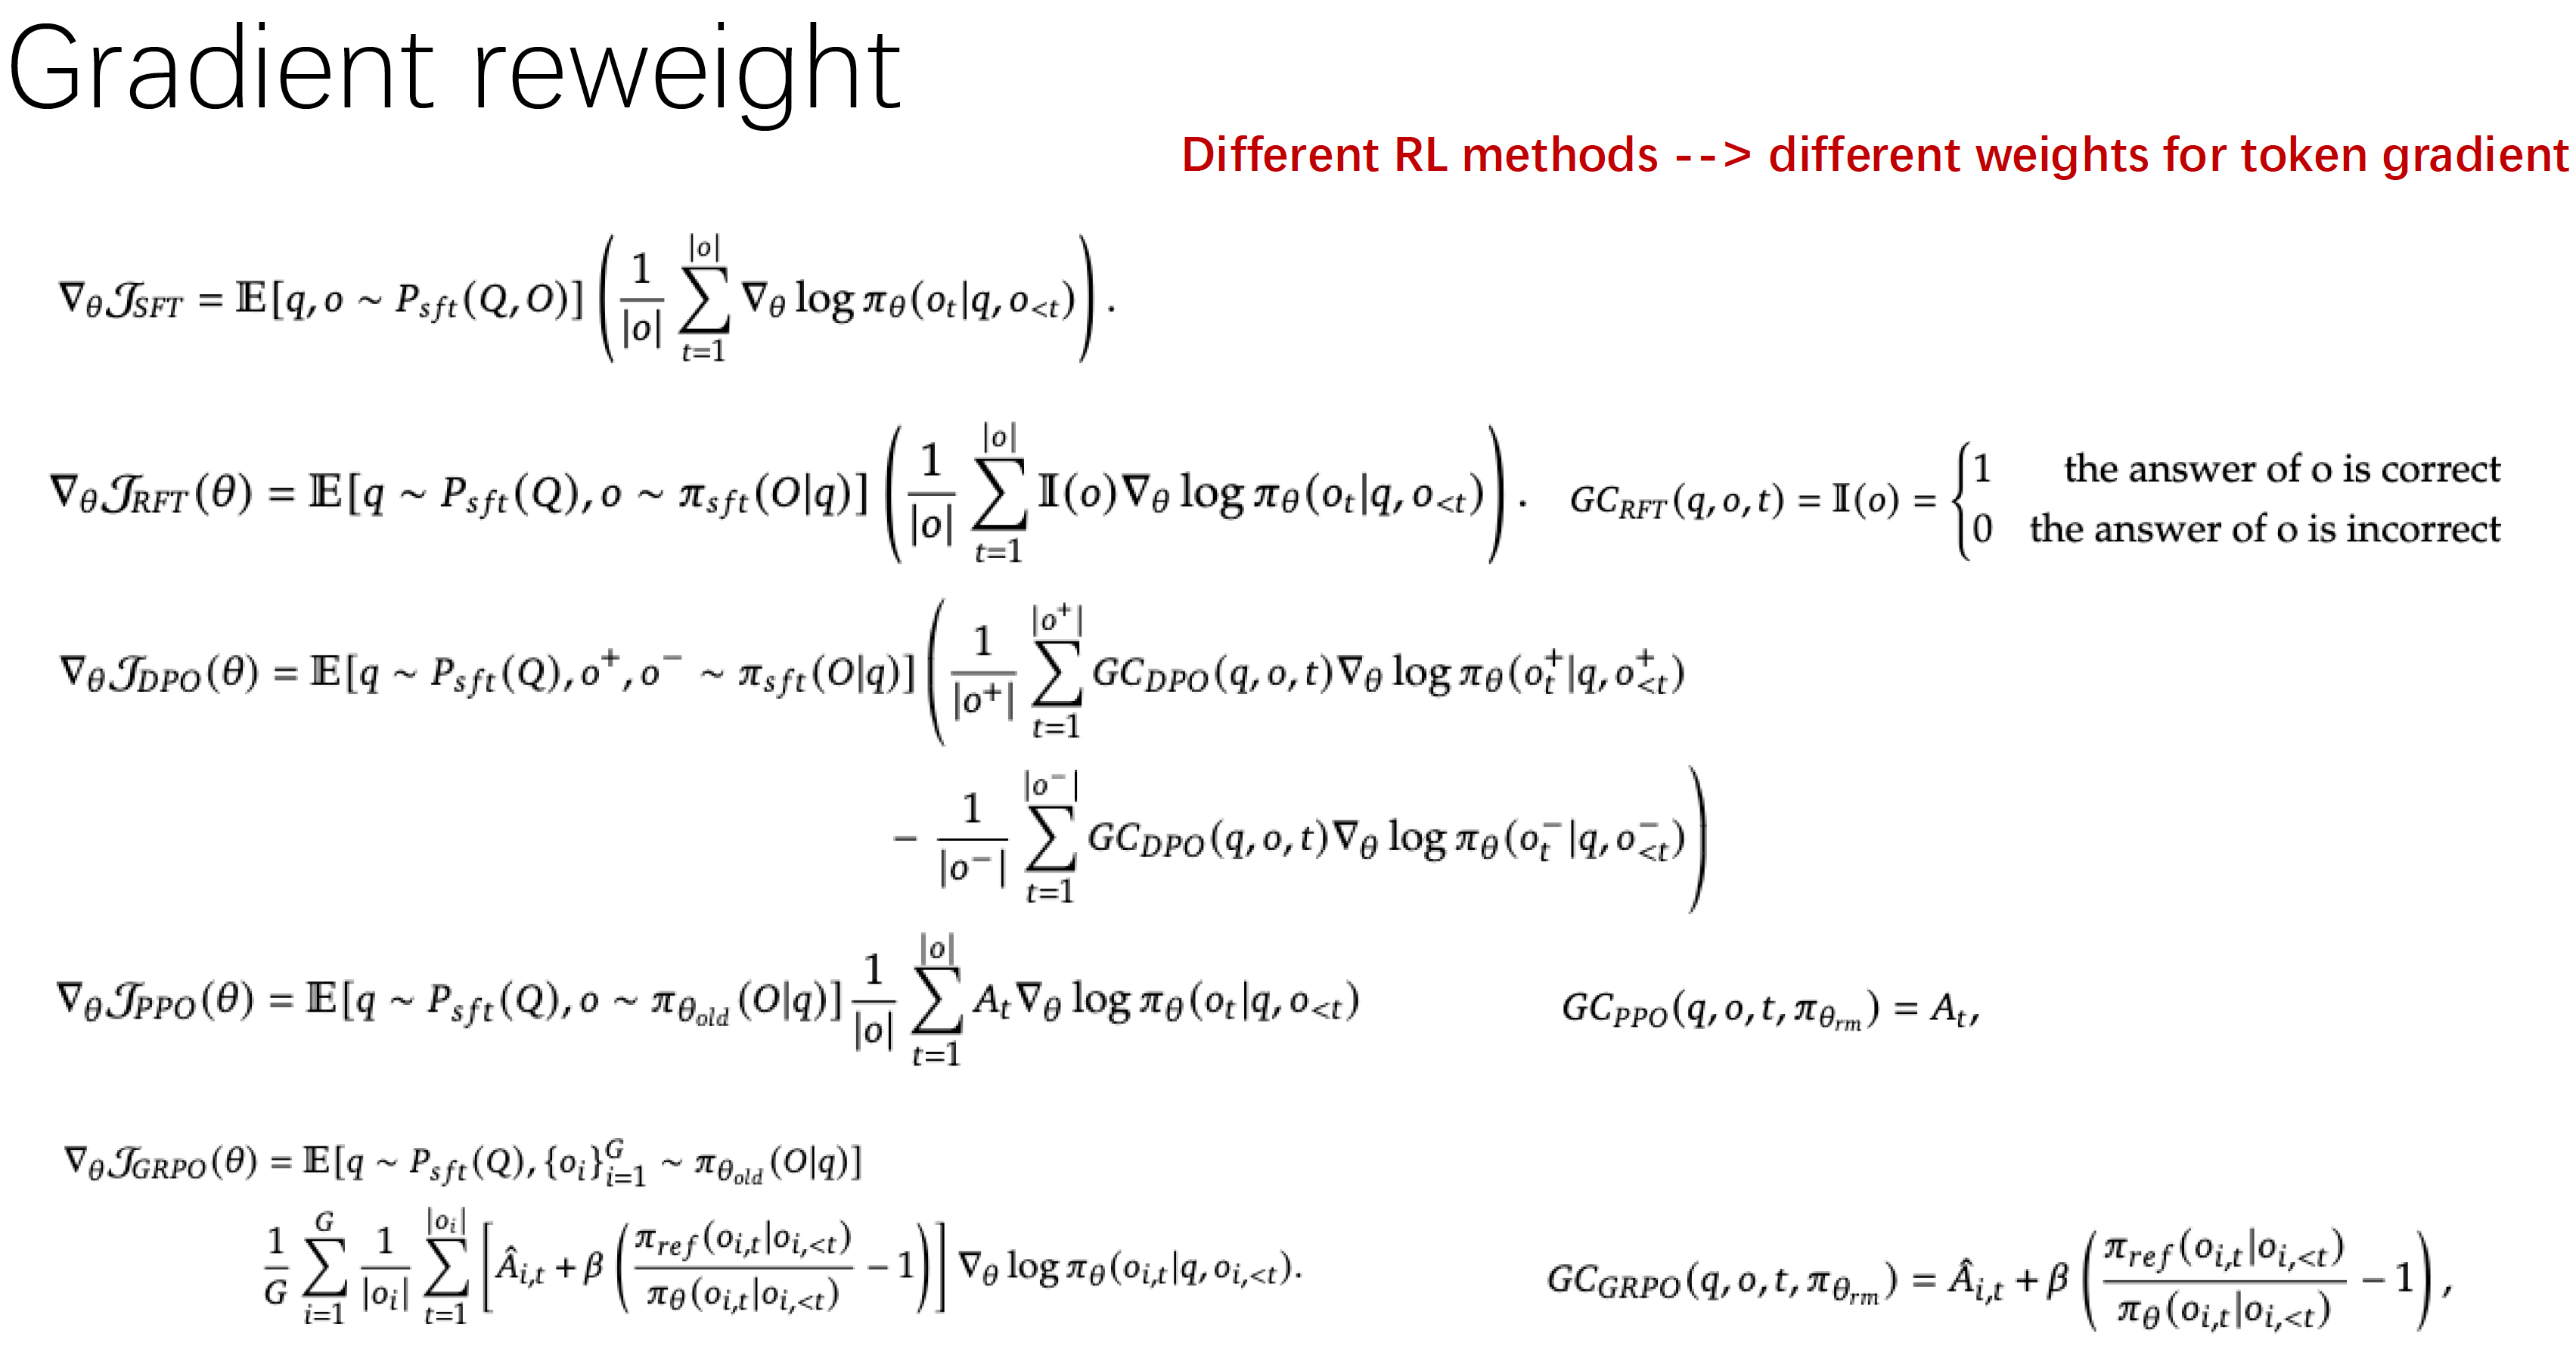 Gradient reweight
Different RL methods --> different weights for token gradient
$\nabla_\theta \mathcal{J}_{SFT} = \mathbb{E}[q, o \sim P_{sft}(Q, O)] \left( \frac{1}{|o|} \sum_{t=1}^{|o|} \nabla_\theta \log \pi_\theta(o_t|q, o_{<t}) \right).$
$\nabla_\theta \mathcal{J}_{RFT}(\theta) = \mathbb{E}[q \sim P_{sft}(Q), o \sim \pi_{sft}(O|q)] \left( \frac{1}{|o|} \sum_{t=1}^{|o|} \mathbb{I}(o) \nabla_\theta \log \pi_\theta(o_t|q, o_{<t}) \right).$ $GC_{RFT}(q, o, t) = \mathbb{I}(o) = \begin{cases} 1 & \text{the answer of o is correct} \\ 0 & \text{the answer of o is incorrect} \end{cases}$
$\nabla_\theta \mathcal{J}_{DPO}(\theta) = \mathbb{E}[q \sim P_{sft}(Q), o^+, o^- \sim \pi_{sft}(O|q)] \left( \frac{1}{|o^+|} \sum_{t=1}^{|o^+|} GC_{DPO}(q, o, t) \nabla_\theta \log \pi_\theta(o_t^+|q, o_{<t}^+) \right.$
$\left. - \frac{1}{|o^-|} \sum_{t=1}^{|o^-|} GC_{DPO}(q, o, t) \nabla_\theta \log \pi_\theta(o_t^-|q, o_{<t}^-) \right)$
$\nabla_\theta \mathcal{J}_{PPO}(\theta) = \mathbb{E}[q \sim P_{sft}(Q), o \sim \pi_{\theta_{old}}(O|q)] \frac{1}{|o|} \sum_{t=1}^{|o|} A_t \nabla_\theta \log \pi_\theta(o_t|q, o_{<t})$ $GC_{PPO}(q, o, t, \pi_{\theta_{rm}}) = A_t,$
$\nabla_\theta \mathcal{J}_{GRPO}(\theta) = \mathbb{E}[q \sim P_{sft}(Q), \{o_i\}_{i=1}^G \sim \pi_{\theta_{old}}(O|q)]$
$\frac{1}{G} \sum_{i=1}^G \frac{1}{|o_i|} \sum_{t=1}^{|o_i|} \left[ \hat{A}_{i,t} + \beta \left( \frac{\pi_{ref}(o_{i,t}|o_{i,<t})}{\pi_\theta(o_{i,t}|o_{i,<t})} - 1 \right) \right] \nabla_\theta \log \pi_\theta(o_{i,t}|q, o_{i,<t}).$ $GC_{GRPO}(q, o, t, \pi_{\theta_{rm}}) = \hat{A}_{i,t} + \beta \left( \frac{\pi_{ref}(o_{i,t}|o_{i,<t})}{\pi_\theta(o_{i,t}|o_{i,<t})} - 1 \right),$